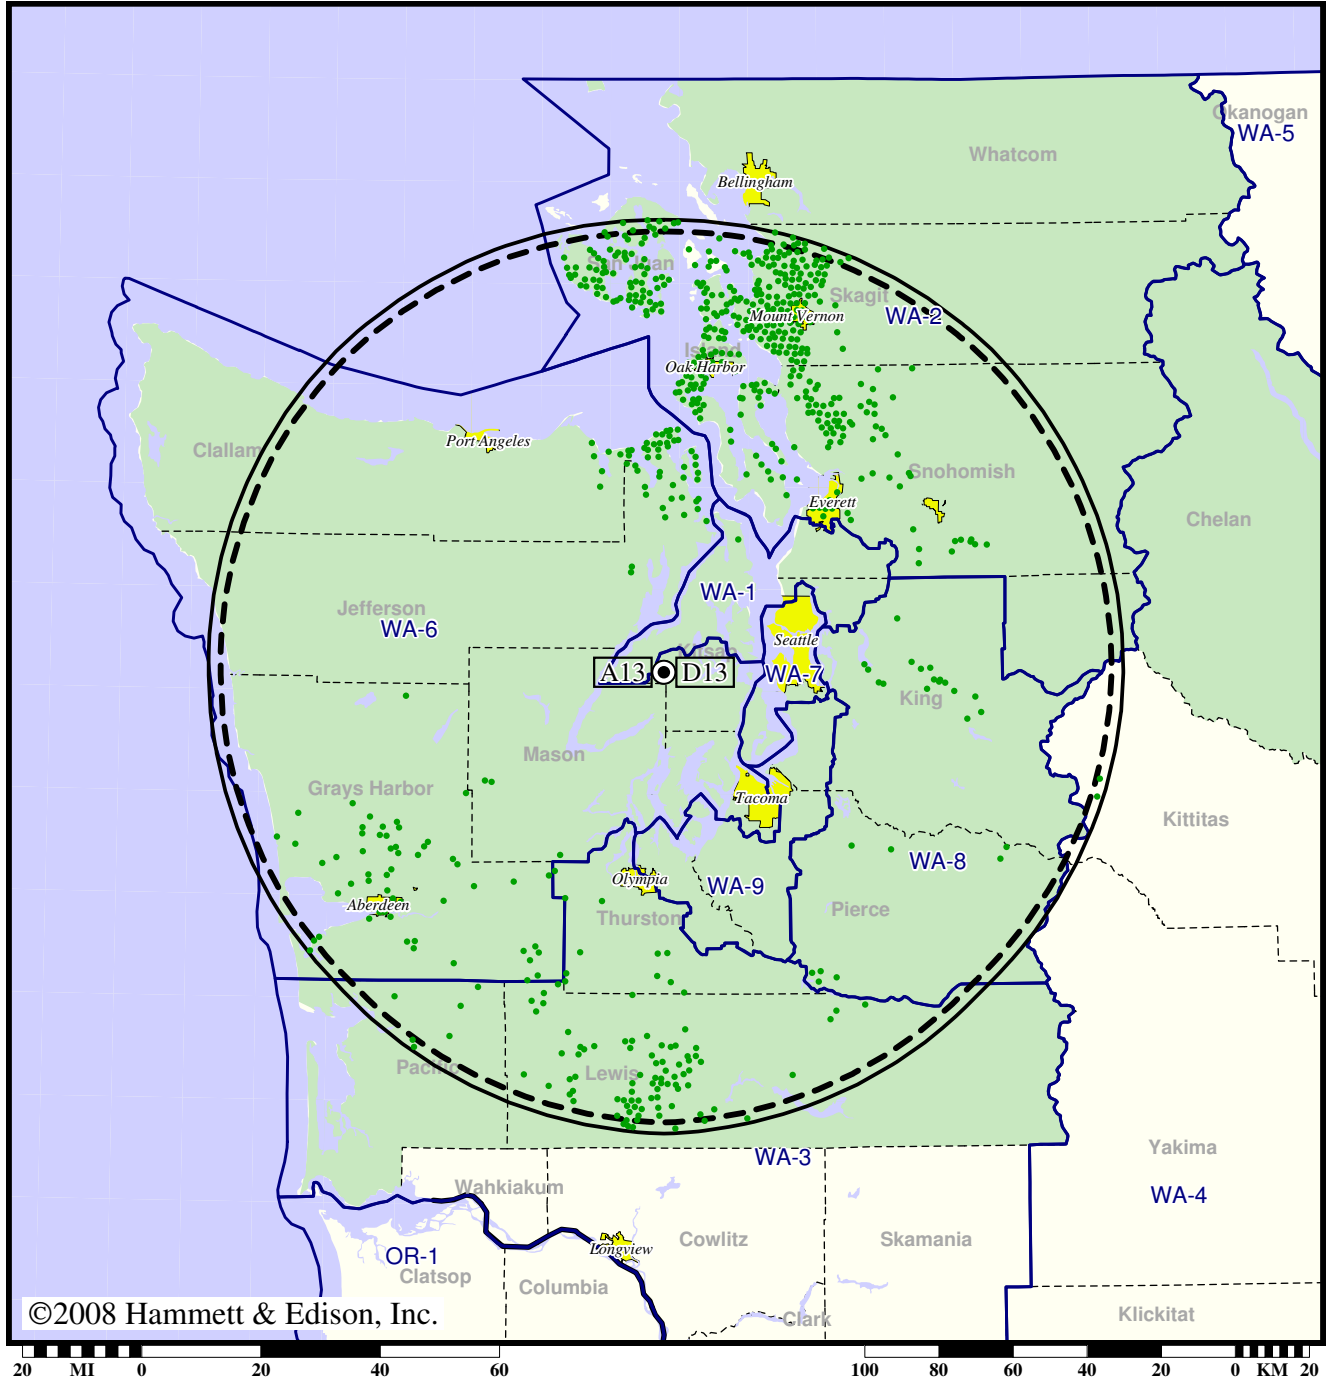 Okanogan
WA-5
Whatcom
Bellingham
San Juan
Skagit
Mount Vernon
WA-2
Island
Oak Harbor
Port Angeles
Clallam
Snohomish
Everett
Chelan
WA-1
Jefferson
WA-6
Seattle
Kitsap
A13 D13
WA-7
King
Mason
Grays Harbor
Tacoma
Kittitas
WA-8
Olympia
WA-9
Aberdeen
Thurston
Pierce
Pacific
Lewis
Yakima
WA-3
Wahkiakum
WA-4
Cowlitz
Skamania
Longview
OR-1
Clatsop
Columbia
Clark
Klickitat
©2008 Hammett & Edison, Inc.
20 MI 0 20 40 60 100 80 60 40 20 0 KM 20